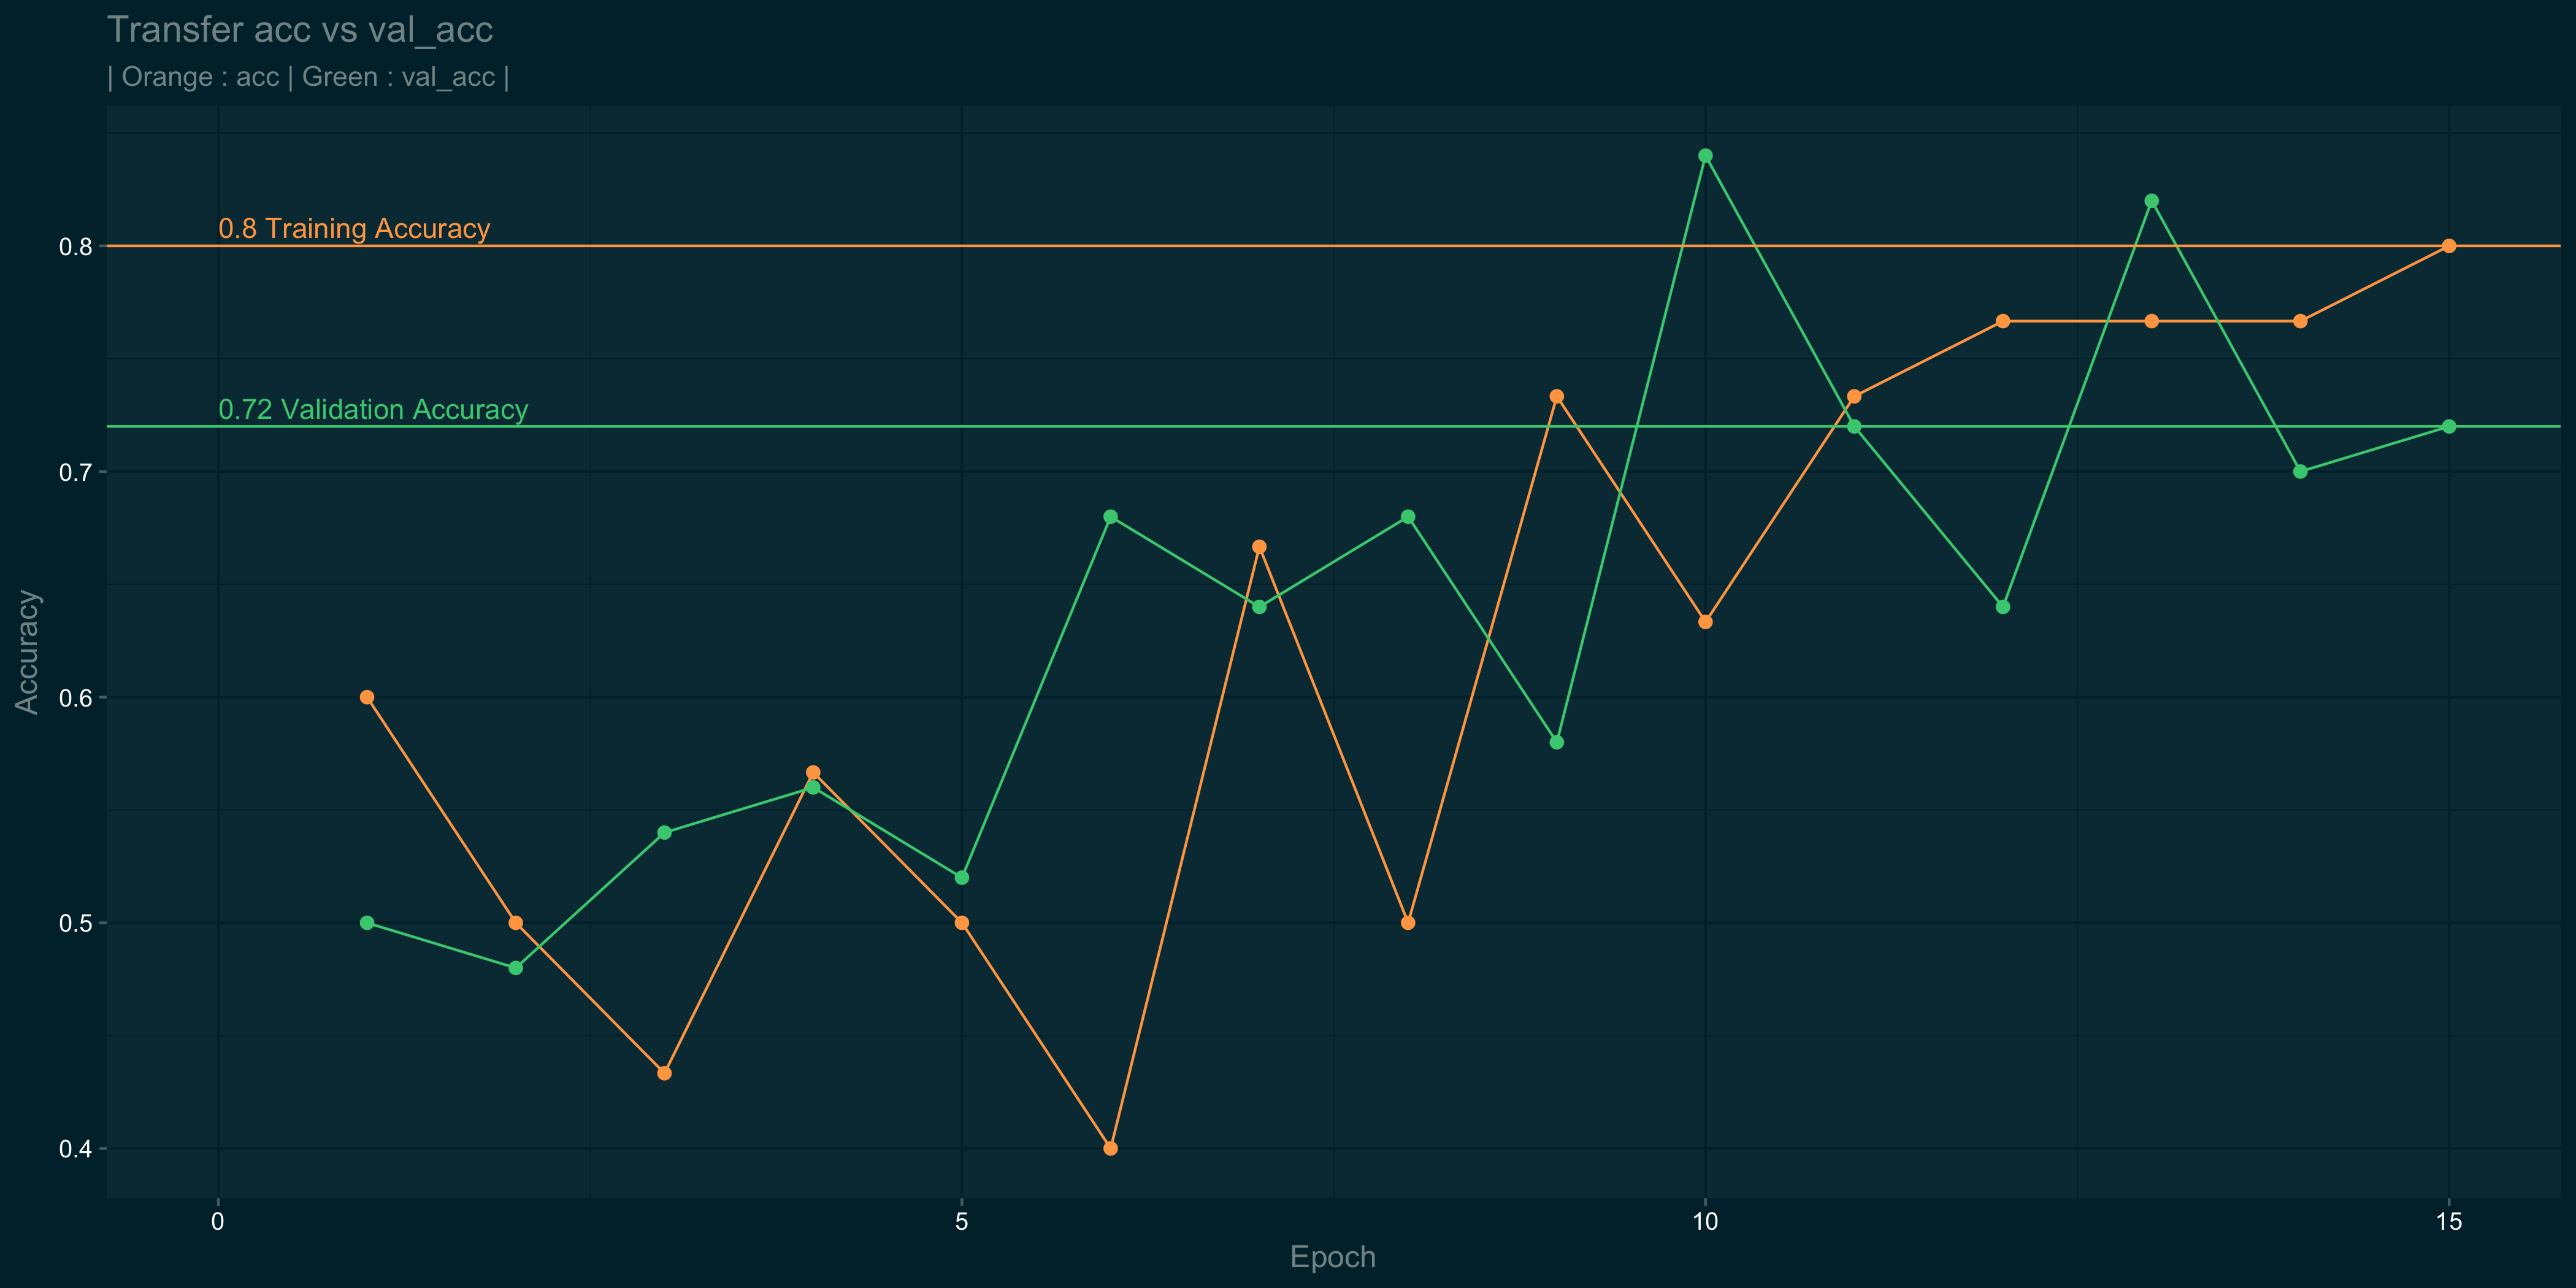 Transfer acc vs val_acc
| Orange : acc | Green : val_acc |
0.8 Training Accuracy
0.8
0.72 Validation Accuracy
0.7
Accuracy
0.6
0.5
0.4
0 5 10 15
Epoch